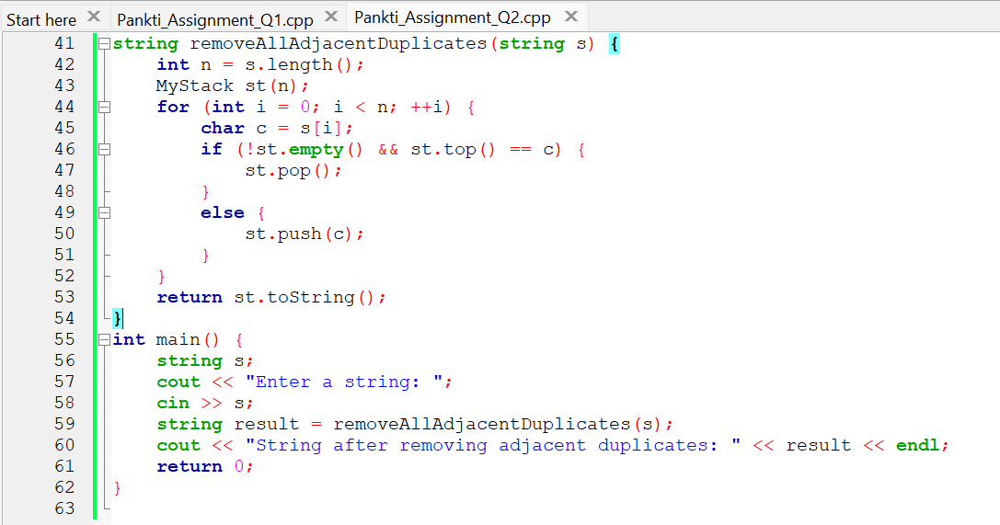 Start here Pankti_Assignment_Q1.cpp Pankti_Assignment_Q2.cpp
41 string removeAllAdjacentDuplicates(string s) {
42     int n = s.length();
43     MyStack st(n);
44     for (int i = 0; i < n; ++i) {
45         char c = s[i];
46         if (!st.empty() && st.top() == c) {
47             st.pop();
48         }
49         else {
50             st.push(c);
51         }
52     }
53     return st.toString();
54 }
55 int main() {
56     string s;
57     cout << "Enter a string: ";
58     cin >> s;
59     string result = removeAllAdjacentDuplicates(s);
60     cout << "String after removing adjacent duplicates: " << result << endl;
61     return 0;
62 }
63